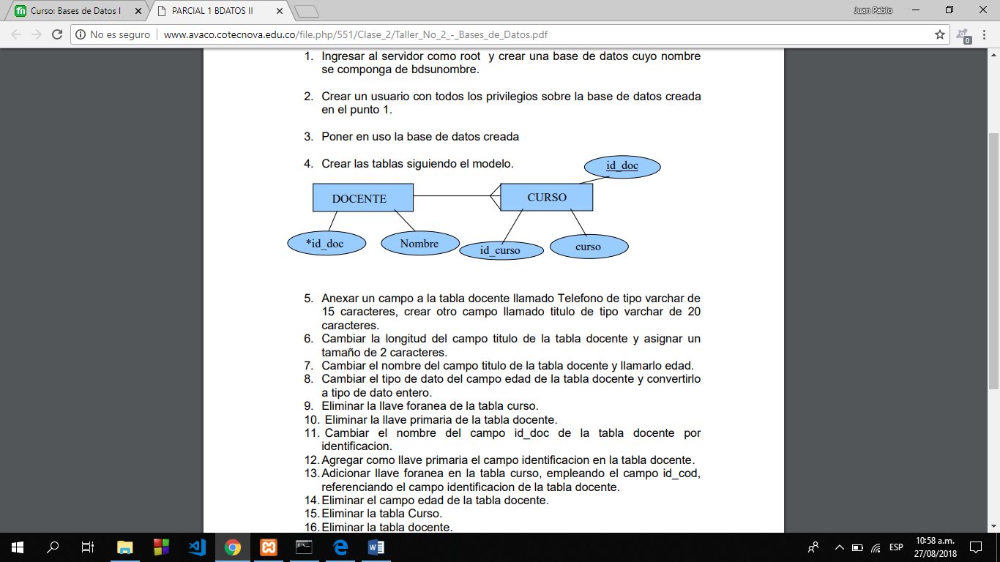 Curso: Bases de Datos I
PARCIAL 1 BDATOS II
Juan Pablo
No es seguro
www.avaco.cotecnova.edu.co/file.php/551/Clase_2/Taller_No_2_-_Bases_de_Datos.pdf
0
1. Ingresar al servidor como root y crear una base de datos cuyo nombre
se componga de bdsunombre.
2. Crear un usuario con todos los privilegios sobre la base de datos creada
en el punto 1.
3. Poner en uso la base de datos creada
4. Crear las tablas siguiendo el modelo.
id_doc
DOCENTE
CURSO
*id_doc
Nombre
id_curso
curso
5. Anexar un campo a la tabla docente llamado Telefono de tipo varchar de
15 caracteres, crear otro campo llamado titulo de tipo varchar de 20
caracteres.
6. Cambiar la longitud del campo titulo de la tabla docente y asignar un
tamaño de 2 caracteres.
7. Cambiar el nombre del campo titulo de la tabla docente y llamarlo edad.
8. Cambiar el tipo de dato del campo edad de la tabla docente y convertirlo
a tipo de dato entero.
9. Eliminar la llave foranea de la tabla curso.
10. Eliminar la llave primaria de la tabla docente.
11. Cambiar el nombre del campo id_doc de la tabla docente por
identificacion.
12. Agregar como llave primaria el campo identificacion en la tabla docente.
13. Adicionar llave foranea en la tabla curso, empleando el campo id_cod,
referenciando el campo identificacion de la tabla docente.
14. Eliminar el campo edad de la tabla docente.
15. Eliminar la tabla Curso.
16. Eliminar la tabla docente.
ESP
10:58 a.m.
27/08/2018